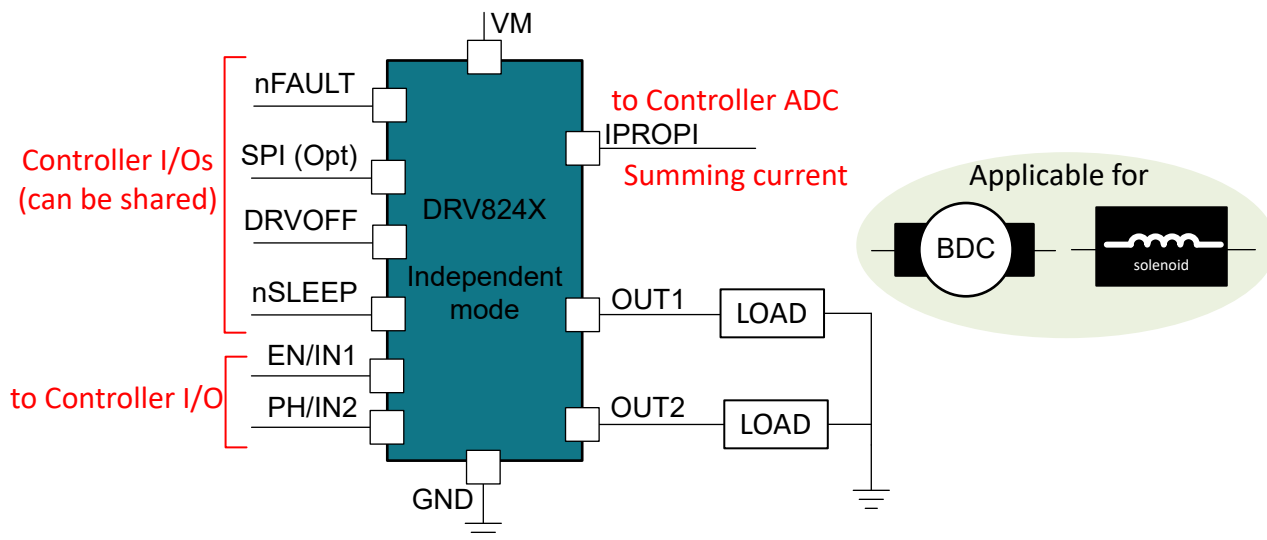 VM
nFAULT
to Controller ADC
IPROPI
SPI (Opt)
Controller I/Os
(can be shared)
Summing current
Applicable for
DRV824X
DRVOFF
BDC
solenoid
Independent
mode
nSLEEP
OUT1
LOAD
EN/IN1
to Controller I/O
PH/IN2
OUT2
LOAD
GND